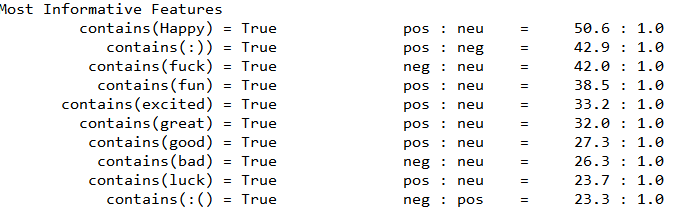 Most Informative Features
contains(Happy) = True pos : neu = 50.6 : 1.0
contains(:)) = True pos : neg = 42.9 : 1.0
contains(fuck) = True neg : neu = 42.0 : 1.0
contains(fun) = True pos : neu = 38.5 : 1.0
contains(excited) = True pos : neu = 33.2 : 1.0
contains(great) = True pos : neu = 32.0 : 1.0
contains(good) = True pos : neu = 27.3 : 1.0
contains(bad) = True neg : neu = 26.3 : 1.0
contains(luck) = True pos : neu = 23.7 : 1.0
contains(:() = True neg : pos = 23.3 : 1.0